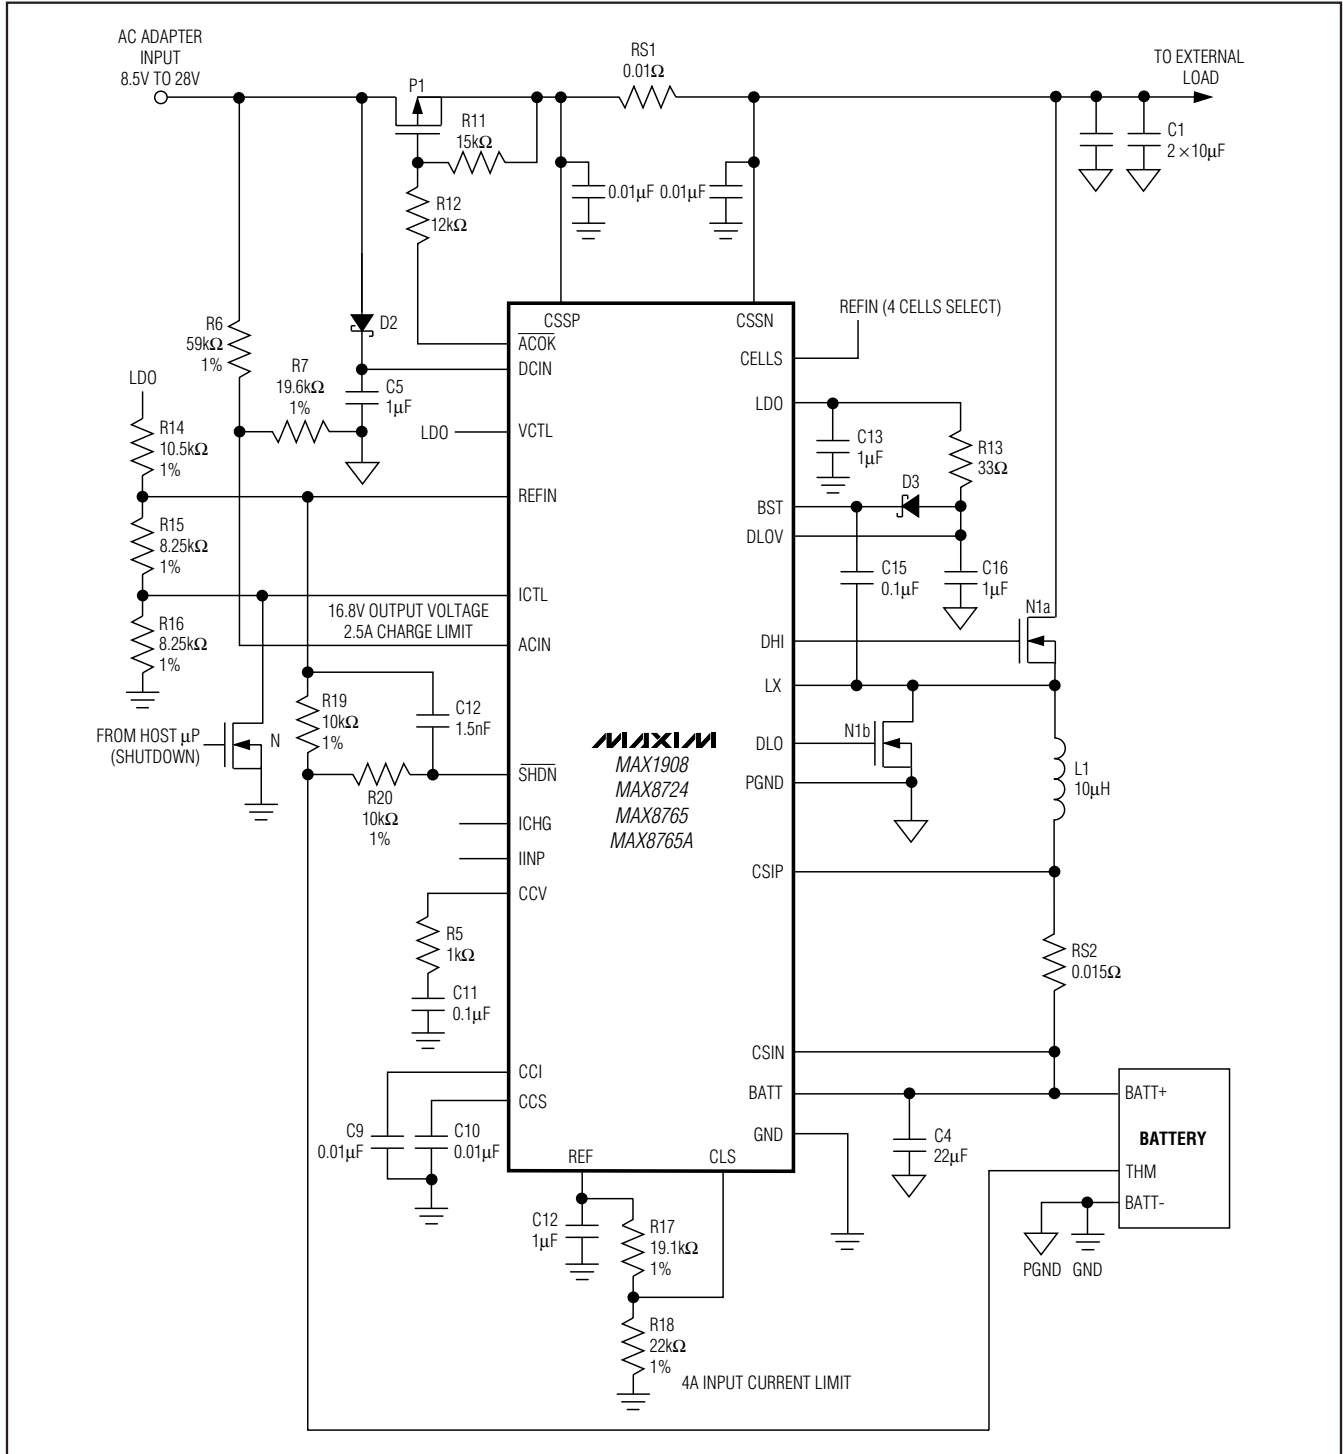 AC ADAPTER
INPUT
8.5V TO 28V
P1
RS1
0.01Ω
TO EXTERNAL
LOAD
R11
15kΩ
C1
2 × 10µF
R12
12kΩ
0.01µF
0.01µF
R6
59kΩ
1%
D2
CSSP
CSSN
REFIN (4 CELLS SELECT)
ACOK
CELLS
DCIN
R7
19.6kΩ
1%
C5
1µF
LDO
LDO
R14
10.5kΩ
1%
LDO
VCTL
C13
1µF
R13
33Ω
D3
REFIN
BST
DLOV
R15
8.25kΩ
1%
C15
0.1µF
C16
1µF
ICTL
16.8V OUTPUT VOLTAGE
2.5A CHARGE LIMIT
N1a
R16
8.25kΩ
1%
ACIN
DHI
LX
R19
10kΩ
1%
C12
1.5nF
FROM HOST µP
(SHUTDOWN)
N
MAXIM
MAX1908
MAX8724
MAX8765
MAX8765A
N1b
DLO
PGND
L1
10µH
SHDN
R20
10kΩ
1%
ICHG
IINP
CCV
CSIP
R5
1kΩ
RS2
0.015Ω
C11
0.1µF
CSIN
CCI
BATT
BATT+
CCS
C9
0.01µF
C10
0.01µF
GND
C4
22µF
BATTERY
REF
CLS
THM
BATT-
C12
1µF
R17
19.1kΩ
1%
PGND
GND
R18
22kΩ
1%
4A INPUT CURRENT LIMIT